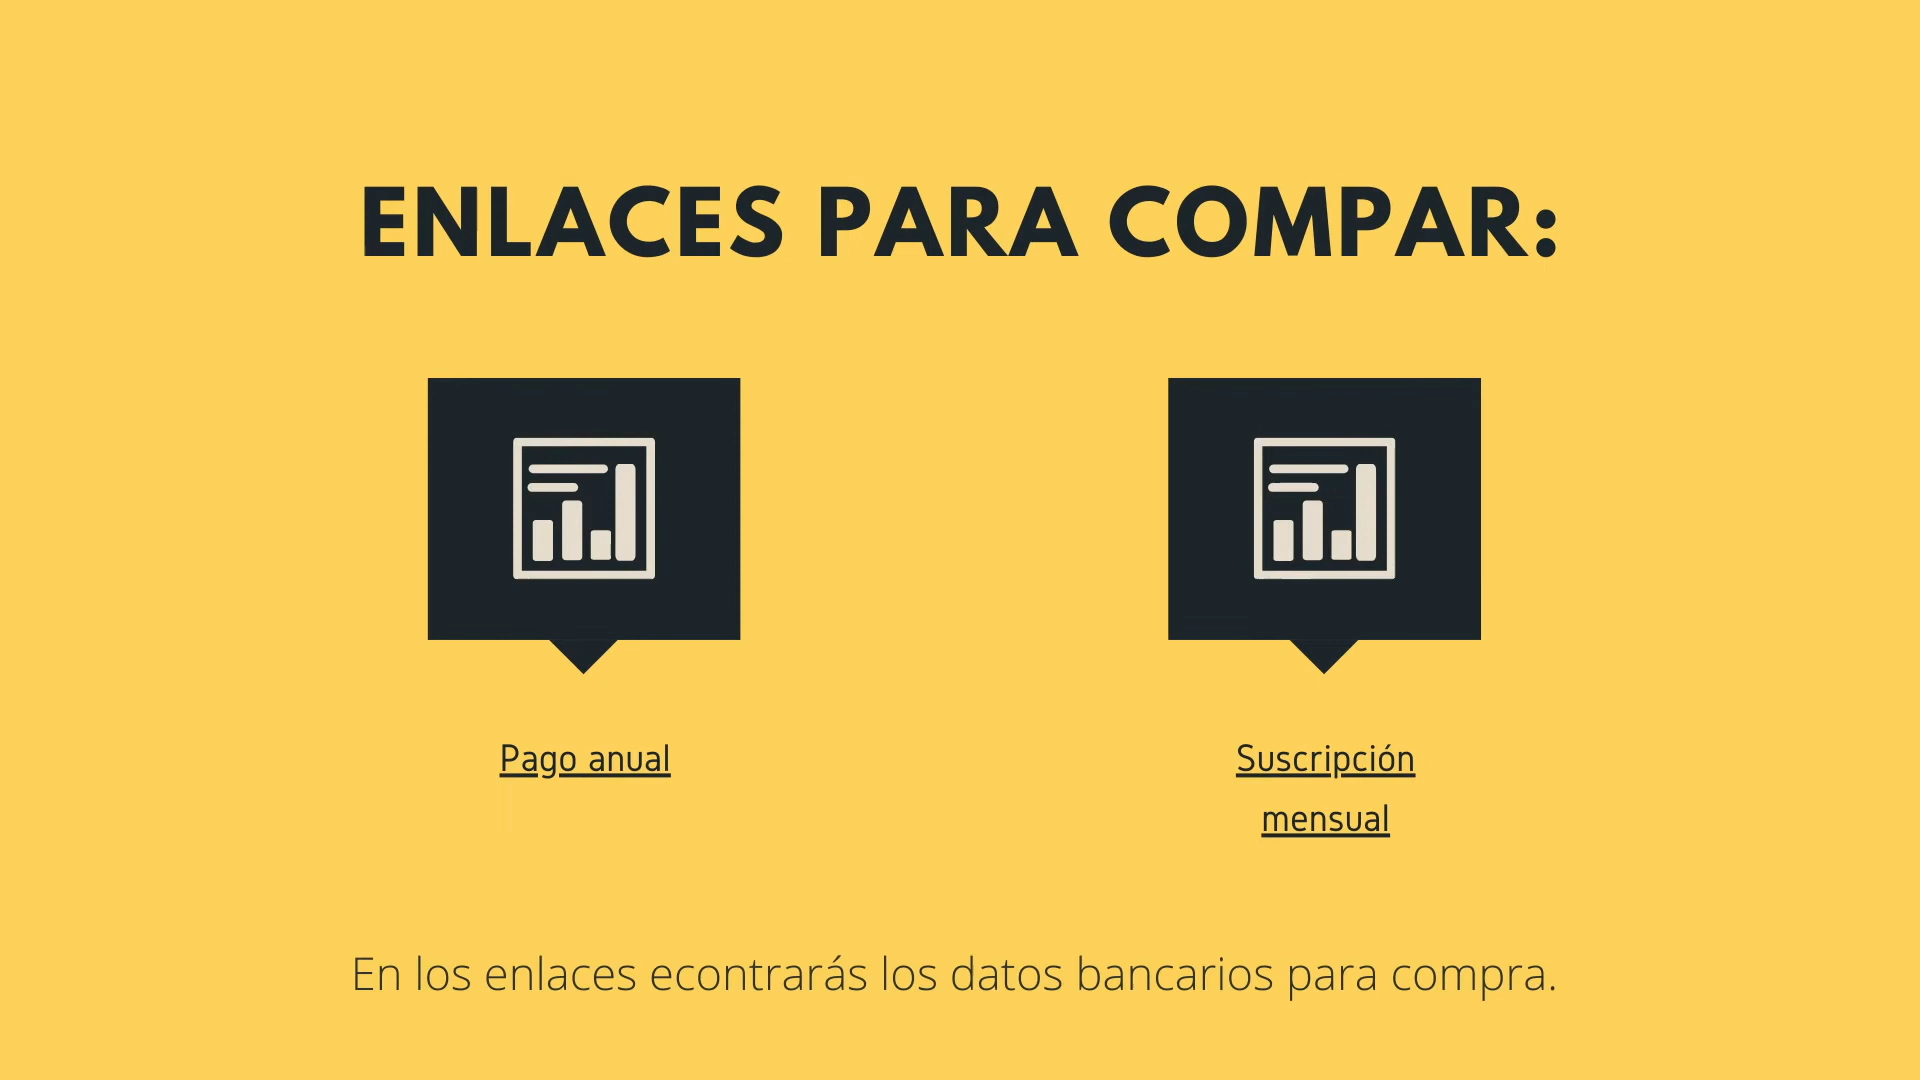 ENLACES PARA COMPAR:
Pago anual
Suscripción
mensual
En los enlaces econtrarás los datos bancarios para compra.